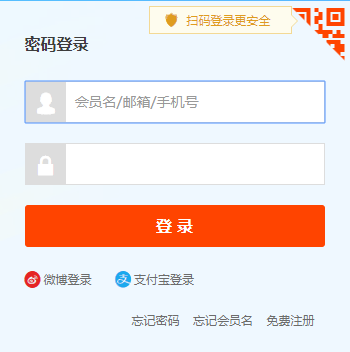 扫码登录更安全
密码登录
会员名/邮箱/手机号
登 录
微博登录 支付宝登录
忘记密码 忘记会员名 免费注册